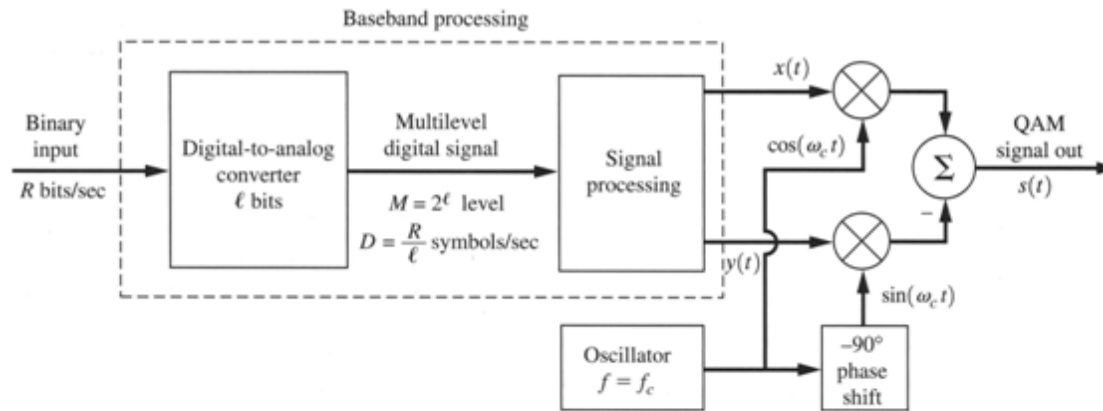 Baseband processing
Binary
input
R bits/sec
Digital-to-analog
converter
ℓ bits
Multilevel
digital signal
M = 2^ℓ level
D = R/ℓ symbols/sec
Signal
processing
x(t)
cos(ω_c t)
Σ
QAM
signal out
s(t)
–
y(t)
sin(ω_c t)
Oscillator
f = f_c
–90°
phase
shift